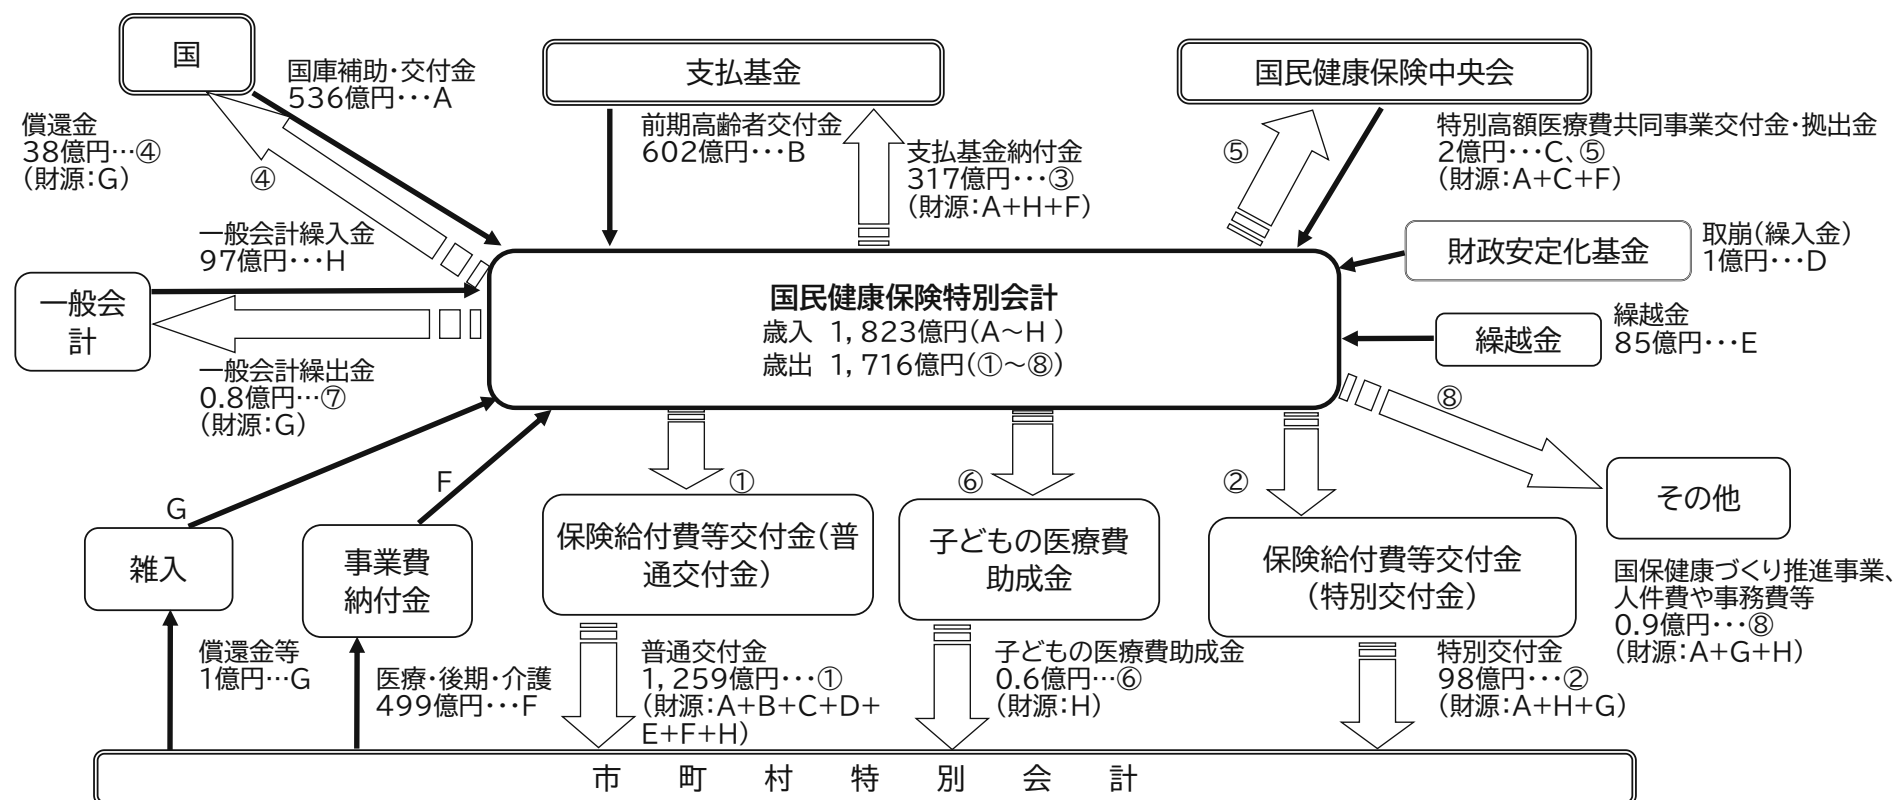 国
国庫補助・交付金
536億円・・・A
償還金
38億円…④
(財源：G)
④
支払基金
前期高齢者交付金
602億円・・・B
支払基金納付金
317億円・・・③
(財源：A+H+F)
国民健康保険中央会
⑤
特別高額医療費共同事業交付金・拠出金
2億円・・・C、⑤
(財源：A+C+F)
財政安定化基金
取崩(繰入金)
1億円・・・D
一般会計繰入金
97億円・・・H
一般会
計
国民健康保険特別会計
歳入 1，823億円(A～H )
歳出 1，716億円(①～⑧)
繰越金
繰越金
85億円・・・E
一般会計繰出金
0.8億円…⑦
(財源：G)
⑧
G
F
①
⑥
②
雑入
事業費
納付金
保険給付費等交付金(普
通交付金)
子どもの医療費
助成金
保険給付費等交付金
(特別交付金)
その他
国保健康づくり推進事業、
人件費や事務費等
0.9億円・・・⑧
(財源：A+G+H)
償還金等
1億円…G
医療・後期・介護
499億円・・・F
普通交付金
1，259億円・・・①
(財源：A+B+C+D+
E+F+H)
子どもの医療費助成金
0.6億円…⑥
(財源：H)
特別交付金
98億円・・・②
(財源：A+H+G)
市 町 村 特 別 会 計